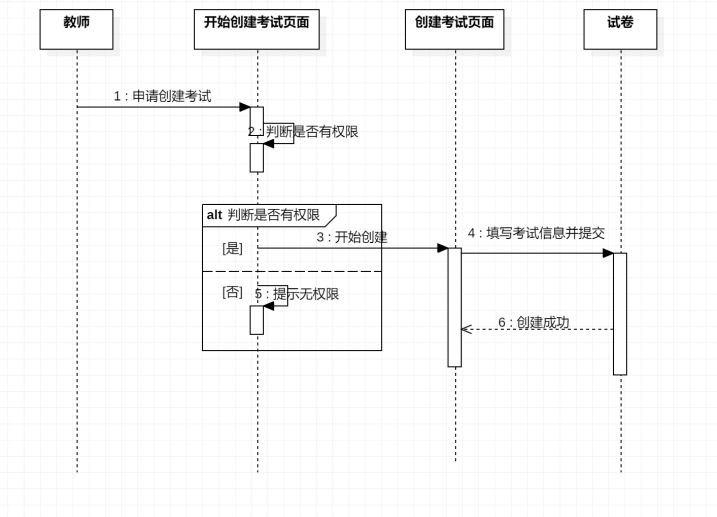 教师
开始创建考试页面
创建考试页面
试卷
1 : 申请创建考试
2 : 判断是否有权限
alt 判断是否有权限
3 : 开始创建
4 : 填写考试信息并提交
[是]
[否]
5 : 提示无权限
6 : 创建成功